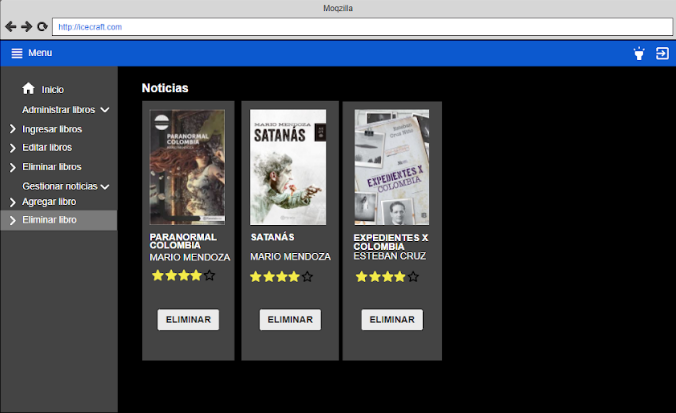 Moqzilla
http://icecraft.com
Menu
Inicio
Administrar libros
Ingresar libros
Editar libros
Eliminar libros
Gestionar noticias
Agregar libro
Eliminar libro
Noticias
PARANORMAL
COLOMBIA
PARANORMAL
COLOMBIA
MARIO MENDOZA
ELIMINAR
MARIO MENDOZA
SATANÁS
SATANÁS
MARIO MENDOZA
ELIMINAR
EXPEDIENTES X
COLOMBIA
EXPEDIENTES X
COLOMBIA
ESTEBAN CRUZ
ELIMINAR